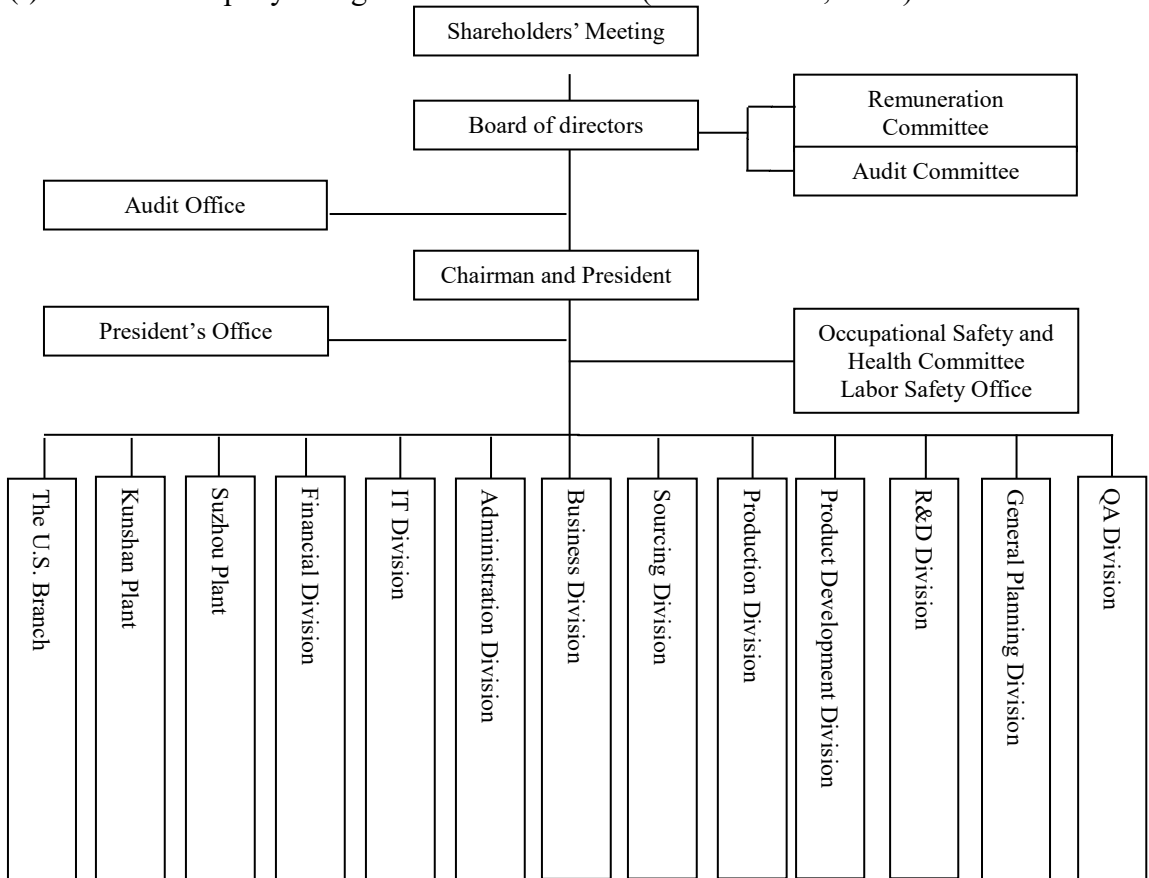 Shareholders’ Meeting
Board of directors
Remuneration
Committee
Audit Committee
Audit Office
Chairman and President
President’s Office
Occupational Safety and
Health Committee
Labor Safety Office
The U.S. Branch
Kunshan Plant
Suzhou Plant
Financial Division
IT Division
Administration Division
Business Division
Sourcing Division
Production Division
Product Development Division
R&D Division
General Planning Division
QA Division